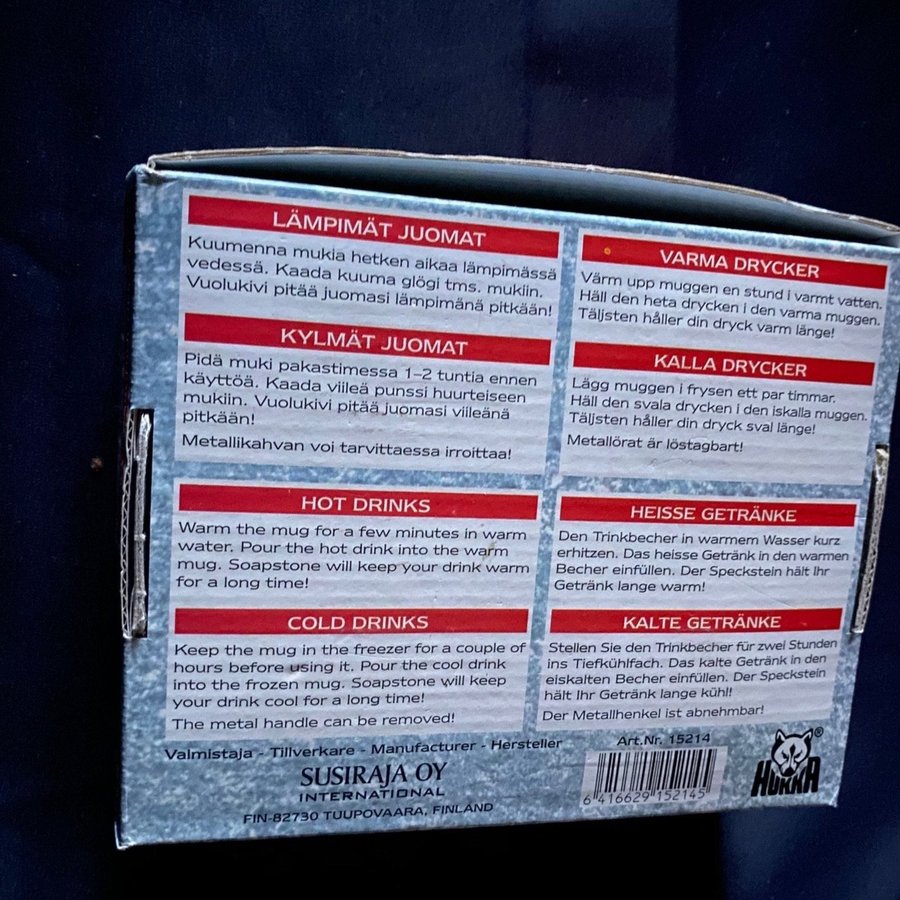 LÄMPIMÄT JUOMAT
Kuumenna mukia hetken aikaa lämpimässä
vedessä. Kaada kuuma glögi tms. mukiin.
Vuolukivi pitää juomasi lämpimänä pitkään!
KYLMÄT JUOMAT
Pidä muki pakastimessa 1-2 tuntia ennen
käyttöä. Kaada viileä punssi huurteiseen
mukiin. Vuolukivi pitää juomasi viileänä
pitkään!
Metallikahvan voi tarvittaessa irroittaa!
VARMA DRYCKER
Värm upp muggen en stund i varmt vatten.
Häll den heta drycken i den varma muggen.
Täljsten håller din dryck varm länge!
KALLA DRYCKER
Lägg muggen i frysen ett par timmar.
Häll den svala drycken i den iskalla muggen.
Täljsten håller din dryck sval länge!
Metallörat är löstagbart!
HOT DRINKS
Warm the mug for a few minutes in warm
water. Pour the hot drink into the warm
mug. Soapstone will keep your drink warm
for a long time!
COLD DRINKS
Keep the mug in the freezer for a couple of
hours before using it. Pour the cool drink
into the frozen mug. Soapstone will keep
your drink cool for a long time!
The metal handle can be removed!
HEISSE GETRÄNKE
Den Trinkbecher in warmem Wasser kurz
erhitzen. Das heisse Getränk in den warmen
Becher einfüllen. Der Speckstein hält Ihr
Getränk lange warm!
KALTE GETRÄNKE
Stellen Sie den Trinkbecher für zwei Stunden
ins Tiefkühlfach. Das kalte Getränk in den
eiskalten Becher einfüllen. Der Speckstein
hält Ihr Getränk lange kühl!
Der Metallhenkel ist abnehmbar!
Valmistaja - Tillverkare - Manufacturer - Hersteller
SUSIRAJA OY
INTERNATIONAL
FIN-82730 TUUPOVAARA, FINLAND
Art.Nr. 15214
6 416629 152145
HUKKA®